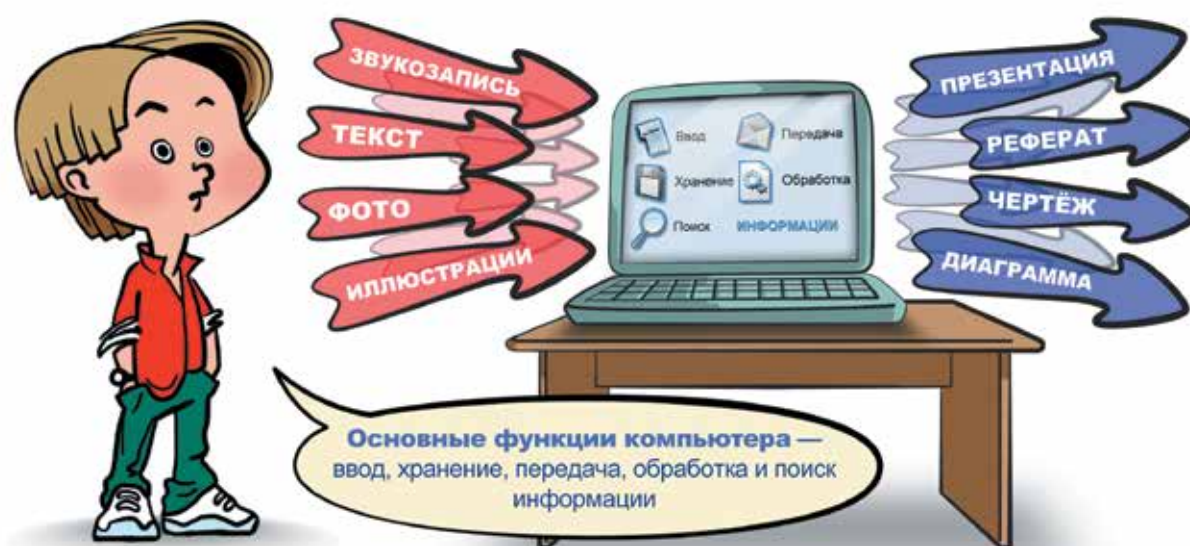 ЗВУКОЗАПИСЬ
ТЕКСТ
ФОТО
ИЛЛЮСТРАЦИИ
Ввод
Передача
Хранение
Обработка
Поиск
ИНФОРМАЦИИ
ПРЕЗЕНТАЦИЯ
РЕФЕРАТ
ЧЕРТЁЖ
ДИАГРАММА
Основные функции компьютера —
ввод, хранение, передача, обработка и поиск
информации